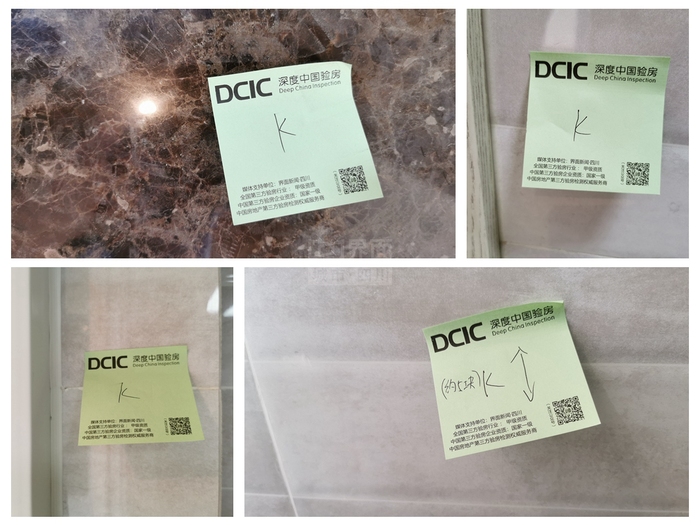 DCIC 深度中国验房
Deep China Inspection
K
媒体支持单位：界面新闻·四川
全国第三方验房行业：甲级资质
中国第三方验房企业资质：国家一级
中国房地产第三方验房检测权威服务商
DCIC 深度中国验房
Deep China Inspection
K
媒体支持单位：界面新闻·四川
全国第三方验房行业：甲级资质
中国第三方验房企业资质：国家一级
中国房地产第三方验房检测权威服务商
DCIC 深度中国验房
Deep China Inspection
K
媒体支持单位：界面新闻·四川
全国第三方验房行业：甲级资质
中国第三方验房企业资质：国家一级
中国房地产第三方验房检测权威服务商
DCIC 深度中国验房
Deep China Inspection
(约5块)K
媒体支持单位：界面新闻·四川
全国第三方验房行业：甲级资质
中国第三方验房企业资质：国家一级
中国房地产第三方验房检测权威服务商